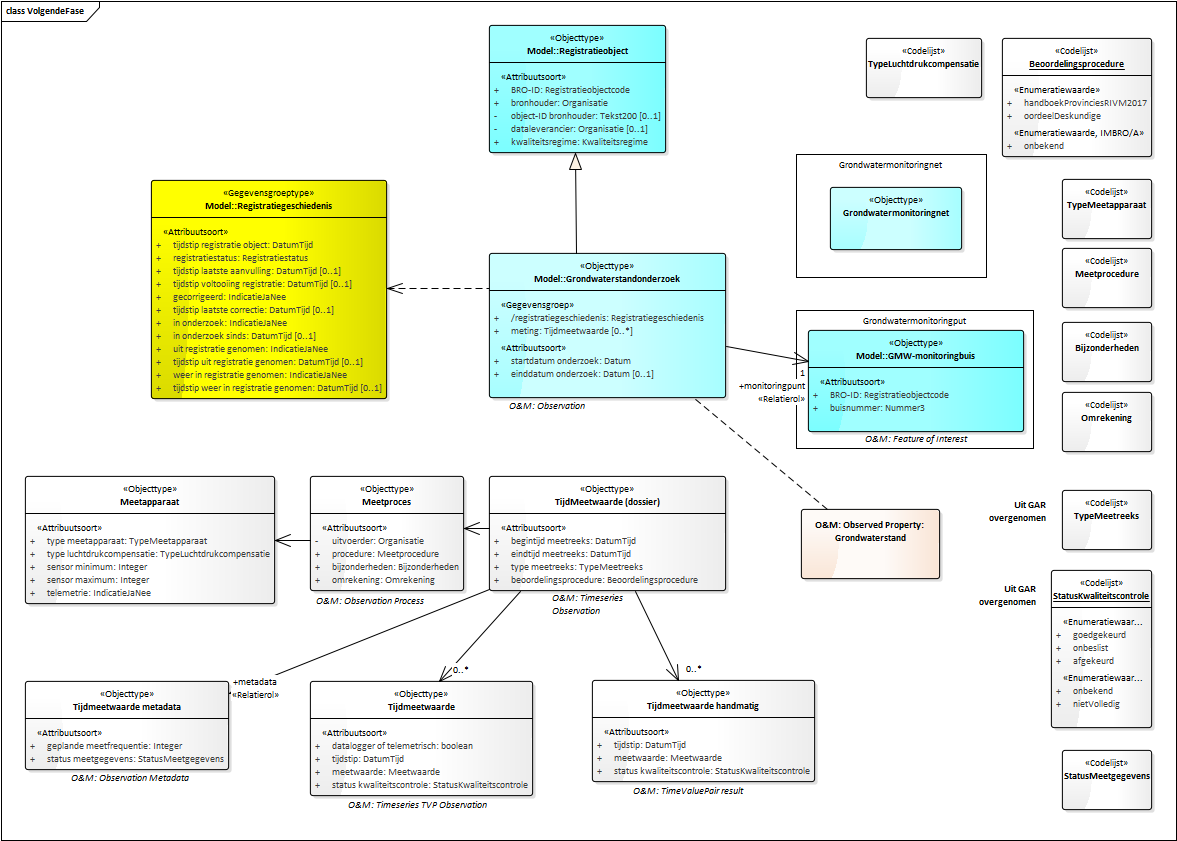 class VolgendeFase
«Objecttype»
Model::Registratieobject
«Attribuutsoort»
+ BRO-ID: Registratieobjectcode
+ bronhouder: Organisatie
- object-ID bronhouder: Tekst200 [0..1]
- dataleverancier: Organisatie [0..1]
+ kwaliteitsregime: Kwaliteitsregime
«Codelijst»
TypeLuchtdrukcompensatie
«Codelijst»
Beoordelingsprocedure
«Enumeratiewaarde»
+ handboekProvinciesRIVM2017
+ oordeelDeskundige
«Enumeratiewaarde, IMBRO/A»
+ onbekend
Grondwatermonitoringnet
«Objecttype»
Grondwatermonitoringnet
«Gegevensgroeptype»
Model::Registratiegeschiedenis
«Attribuutsoort»
+ tijdstip registratie object: DatumTijd
+ registratiestatus: Registratiestatus
+ tijdstip laatste aanvulling: DatumTijd [0..1]
+ tijdstip voltooiing registratie: DatumTijd [0..1]
+ gecorrigeerd: IndicatieJaNee
+ tijdstip laatste correctie: DatumTijd [0..1]
+ in onderzoek: IndicatieJaNee
+ in onderzoek sinds: DatumTijd [0..1]
+ uit registratie genomen: IndicatieJaNee
+ tijdstip uit registratie genomen: DatumTijd [0..1]
+ weer in registratie genomen: IndicatieJaNee
+ tijdstip weer in registratie genomen: DatumTijd [0..1]
«Codelijst»
TypeMeetapparaat
«Codelijst»
Meetprocedure
«Objecttype»
Model::Grondwaterstandonderzoek
«Gegevensgroep»
+ /registratiegeschiedenis: Registratiegeschiedenis
+ meting: Tijdmeetwaarde [0..*]
«Attribuutsoort»
+ startdatum onderzoek: Datum
+ einddatum onderzoek: Datum [0..1]
O&M: Observation
Grondwatermonitoringput
«Objecttype»
Model::GMW-monitoringbuis
«Attribuutsoort»
+ BRO-ID: Registratieobjectcode
+ buisnummer: Nummer3
O&M: Feature of Interest
1
+monitoringpunt
«Relatierol»
«Codelijst»
Bijzonderheden
«Codelijst»
Omrekening
«Objecttype»
Meetapparaat
«Attribuutsoort»
+ type meetapparaat: TypeMeetapparaat
+ type luchtdrukcompensatie: TypeLuchtdrukcompensatie
+ sensor minimum: Integer
+ sensor maximum: Integer
+ telemetrie: IndicatieJaNee
«Objecttype»
Meetproces
«Attribuutsoort»
- uitvoerder: Organisatie
+ procedure: Meetprocedure
+ bijzonderheden: Bijzonderheden
+ omrekening: Omrekening
O&M: Observation Process
«Objecttype»
TijdMeetwaarde (dossier)
«Attribuutsoort»
+ begintijd meetreeks: DatumTijd
+ eindtijd meetreeks: DatumTijd
+ type meetreeks: TypeMeetreeks
+ beoordelingsprocedure: Beoordelingsprocedure
O&M: Timeseries
Observation
O&M: Observed Property:
Grondwaterstand
Uit GAR
overgenomen
«Codelijst»
TypeMeetreeks
Uit GAR
overgenomen
«Codelijst»
StatusKwaliteitscontrole
«Enumeratiewaar...
+ goedgekeurd
+ onbeslist
+ afgekeurd
«Enumeratiewaar...
+ onbekend
+ nietVolledig
+metadata
«Relatierol»
0..*
0..*
«Objecttype»
Tijdmeetwaarde metadata
«Attribuutsoort»
+ geplande meetfrequentie: Integer
+ status meetgegevens: StatusMeetgegevens
O&M: Observation Metadata
«Objecttype»
Tijdmeetwaarde
«Attribuutsoort»
+ datalogger of telemetrisch: boolean
+ tijdstip: DatumTijd
+ meetwaarde: Meetwaarde
+ status kwaliteitscontrole: StatusKwaliteitscontrole
O&M: Timeseries TVP Observation
«Objecttype»
Tijdmeetwaarde handmatig
«Attribuutsoort»
+ tijdstip: DatumTijd
+ meetwaarde: Meetwaarde
+ status kwaliteitscontrole: StatusKwaliteitscontrole
O&M: TimeValuePair result
«Codelijst»
StatusMeetgegevens